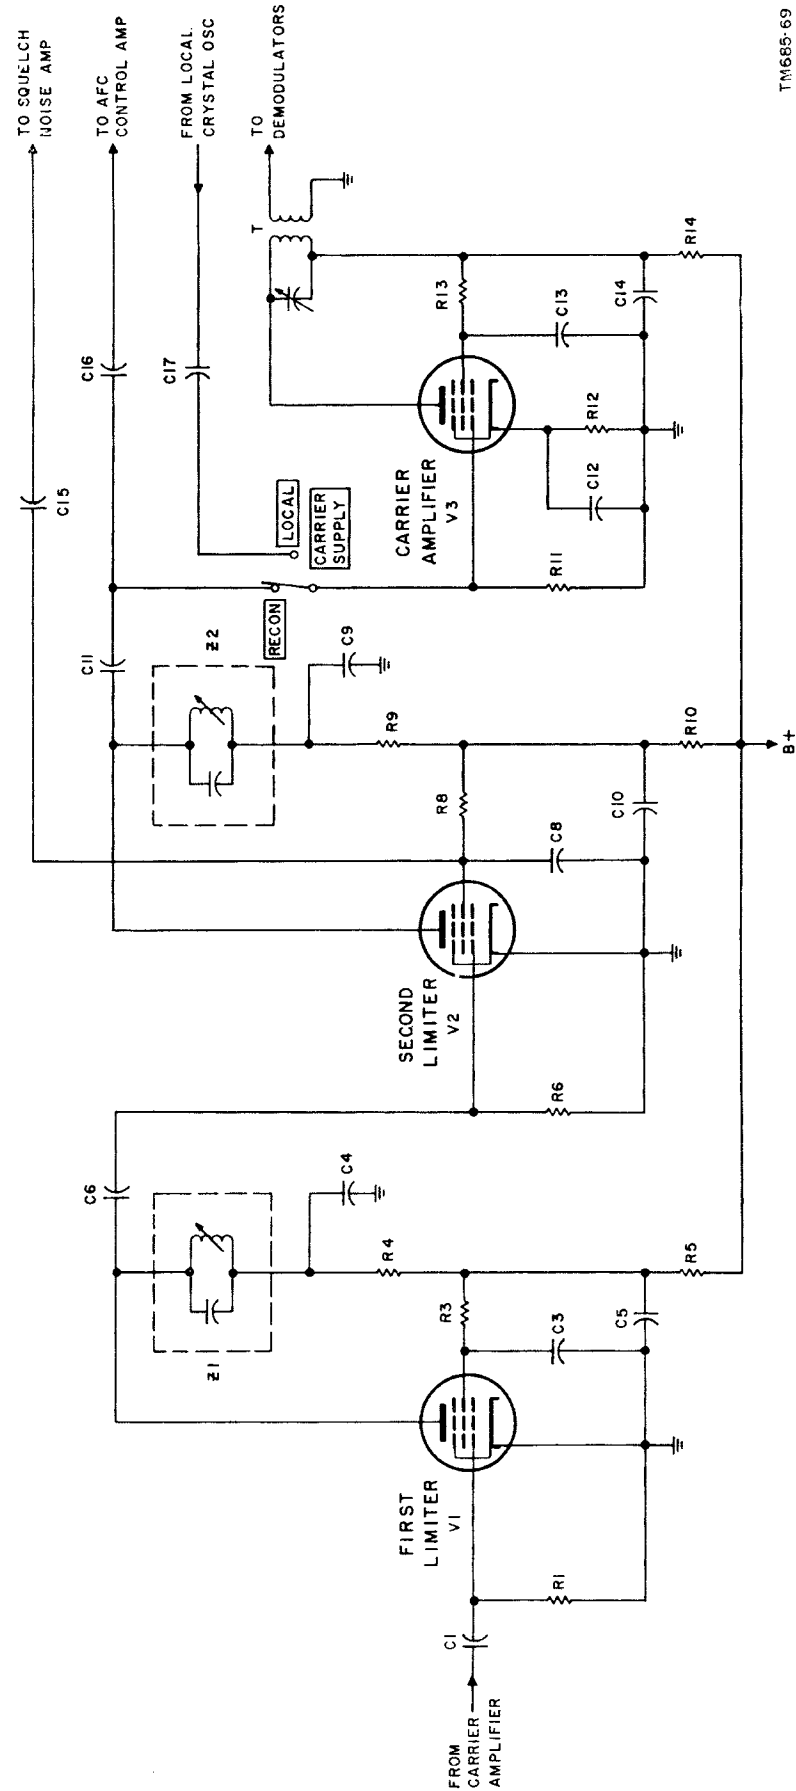 TO SQUELCH
NOISE AMP
TO AFC
CONTROL AMP
FROM LOCAL
CRYSTAL OSC
TO
DEMODULATORS
C15
C16
C17
T
C11
Z2
C6
Z1
LOCAL
CARRIER
SUPPLY
RECON
C9
C4
R9
R4
FROM
CARRIER
AMPLIFIER
C1
FIRST
LIMITER
V1
R3
SECOND
LIMITER
V2
R8
CARRIER
AMPLIFIER
V3
R13
R1
C3
R6
C8
R11
C12
R12
C13
C5
C10
C14
R5
R10
R14
B+
TM685-69